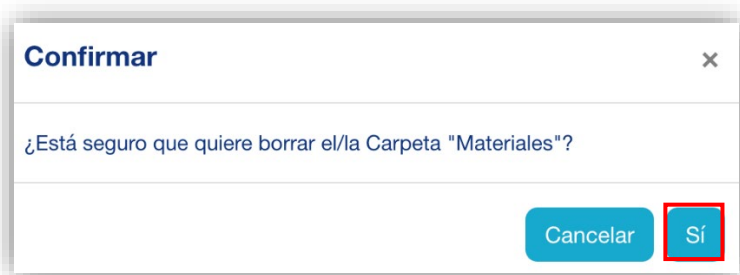 Confirmar ×
¿Está seguro que quiere borrar el/la Carpeta "Materiales"?
Cancelar Sí